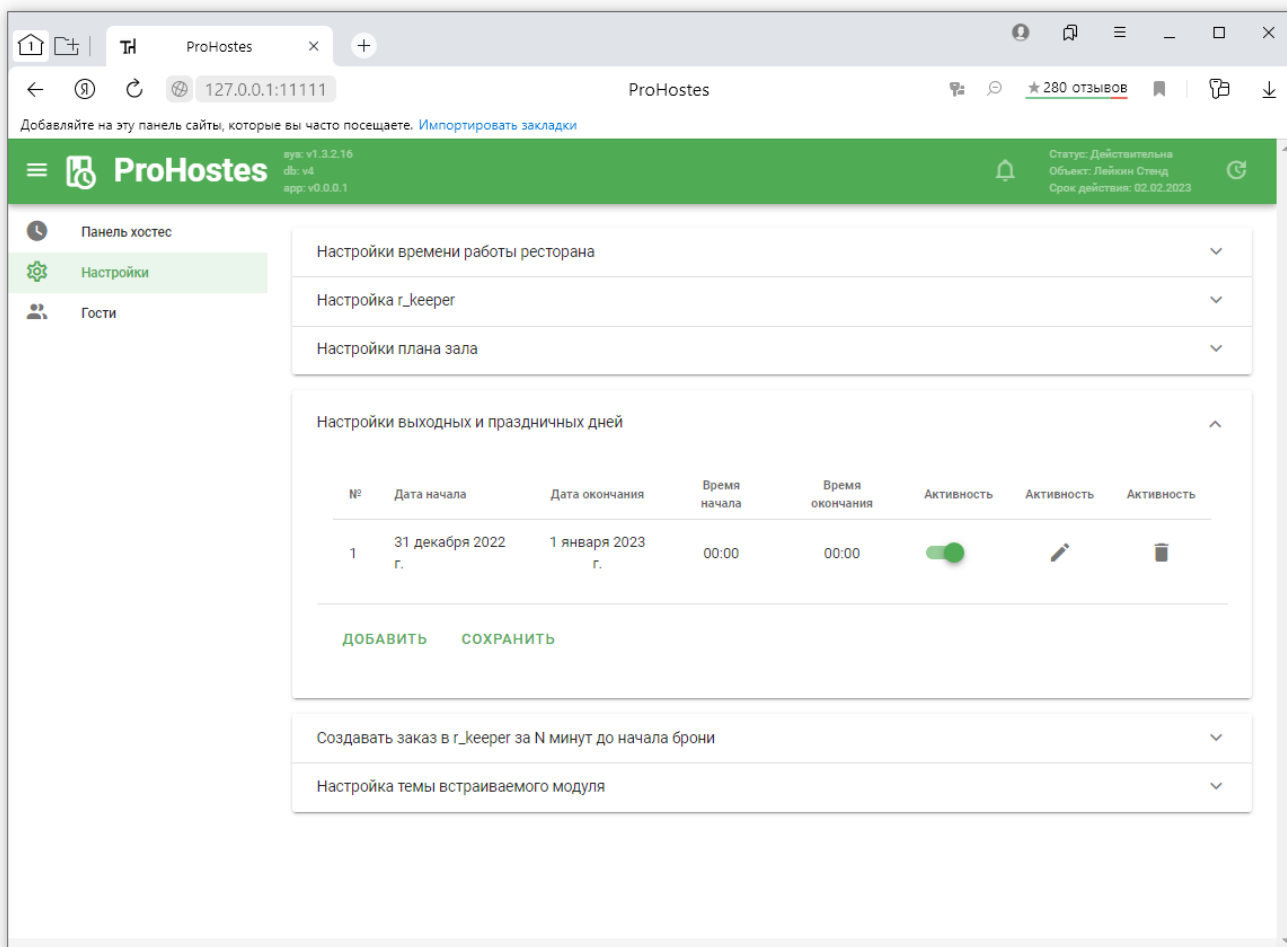 1
ProHostes
127.0.0.1:11111
ProHostes
★280 отзывов
Добавляйте на эту панель сайты, которые вы часто посещаете. Импортировать закладки
ProHostes
sys: v1.3.2.16
db: v4
app: v0.0.0.1
Статус: Действительна
Объект: Лейкин Стенд
Срок действия: 02.02.2023
Панель хостес
Настройки
Гости
Настройки времени работы ресторана
Настройка r_keeper
Настройки плана зала
Настройки выходных и праздничных дней
№ Дата начала Дата окончания Время начала Время окончания Активность Активность Активность
1 31 декабря 2022 г. 1 января 2023 г. 00:00 00:00
ДОБАВИТЬ СОХРАНИТЬ
Создавать заказ в r_keeper за N минут до начала брони
Настройка темы встраиваемого модуля